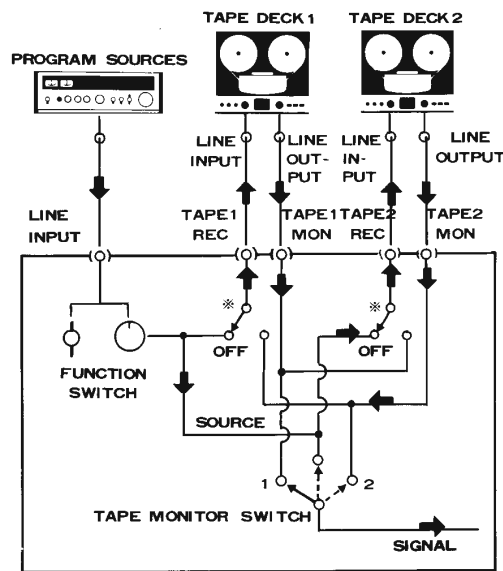 TAPE DECK 1
TAPE DECK 2
PROGRAM SOURCES
LINE
INPUT
LINE
OUT-
PUT
LINE
IN-
PUT
LINE
OUTPUT
LINE
INPUT
TAPE1
REC
TAPE1
MON
TAPE2
REC
TAPE2
MON
※
※
OFF
OFF
FUNCTION
SWITCH
SOURCE
1
2
TAPE MONITOR SWITCH
SIGNAL